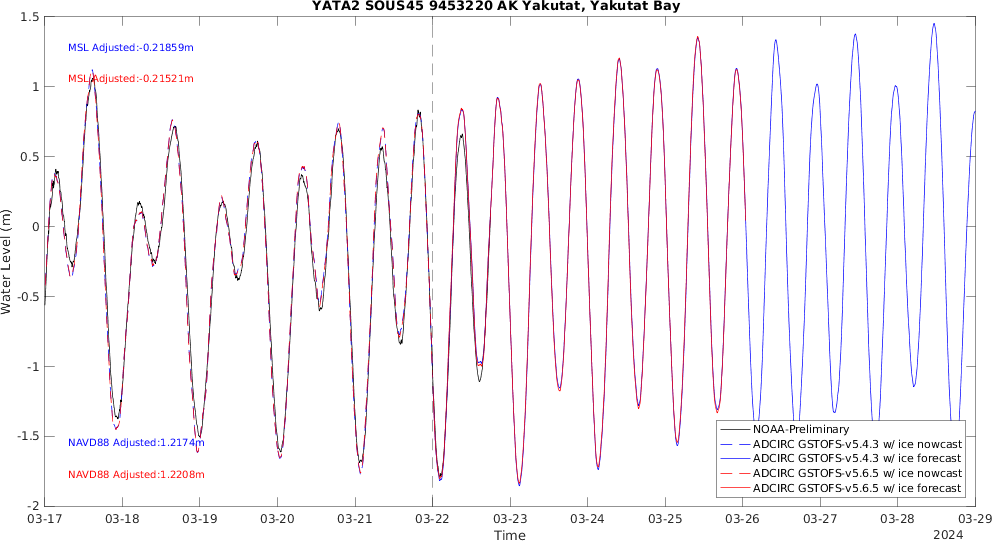 YATA2 SOUS45 9453220 AK Yakutat, Yakutat Bay
MSL Adjusted:-0.21859m
MSL Adjusted:-0.21521m
NAVD88 Adjusted:1.2174m
NAVD88 Adjusted:1.2208m
Water Level (m)
1.5
1
0.5
0
-0.5
-1
-1.5
-2
NOAA-Preliminary
ADCIRC GSTOFS-v5.4.3 w/ ice nowcast
ADCIRC GSTOFS-v5.4.3 w/ ice forecast
ADCIRC GSTOFS-v5.6.5 w/ ice nowcast
ADCIRC GSTOFS-v5.6.5 w/ ice forecast
03-17 03-18 03-19 03-20 03-21 03-22 03-23 03-24 03-25 03-26 03-27 03-28 03-29
Time
2024